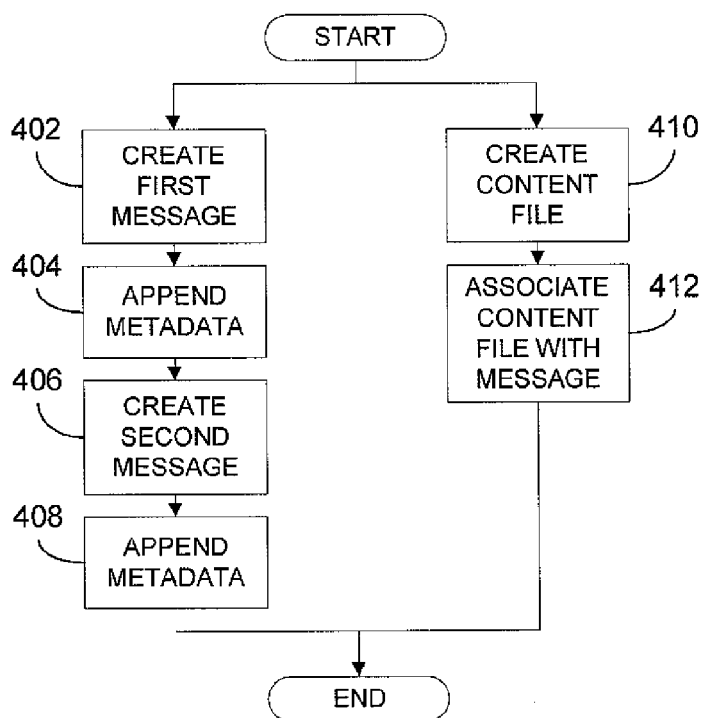 START
402
CREATE
FIRST
MESSAGE
404
APPEND
METADATA
406
CREATE
SECOND
MESSAGE
408
APPEND
METADATA
410
CREATE
CONTENT
FILE
412
ASSOCIATE
CONTENT
FILE WITH
MESSAGE
END